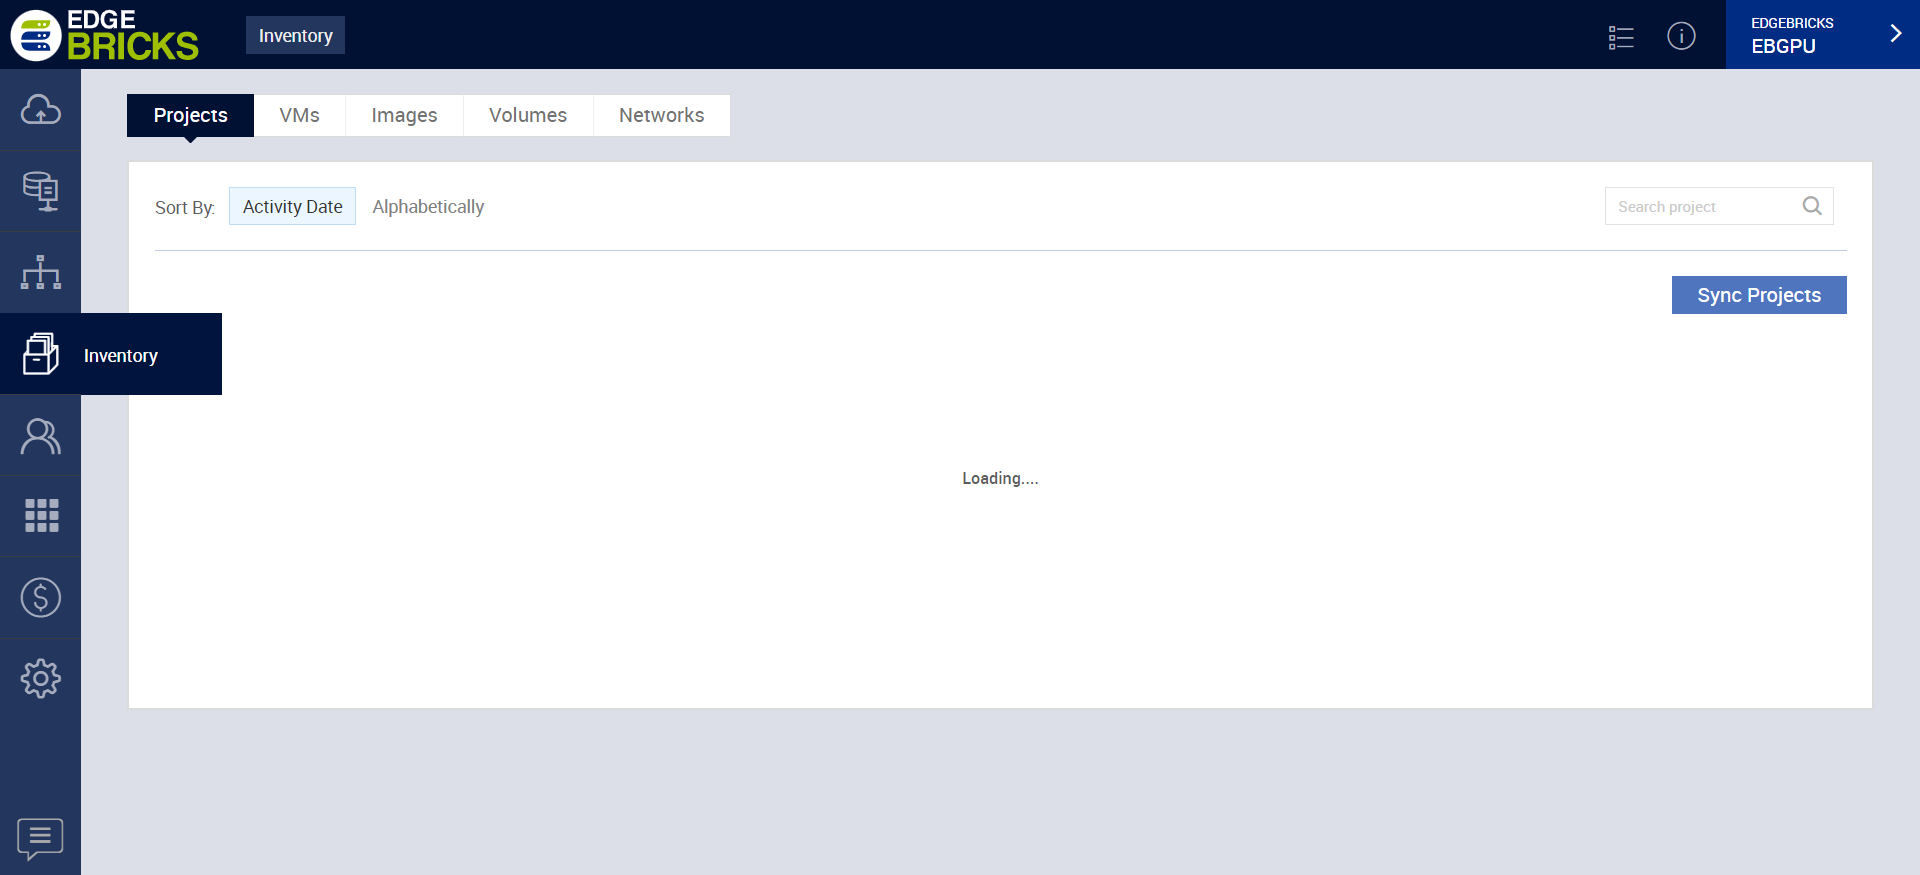 EDGE
BRICKS
Inventory
EDGEBRICKS
EBGPU
Projects
VMs
Images
Volumes
Networks
Sort By:
Activity Date
Alphabetically
Search project
Sync Projects
Inventory
Loading....